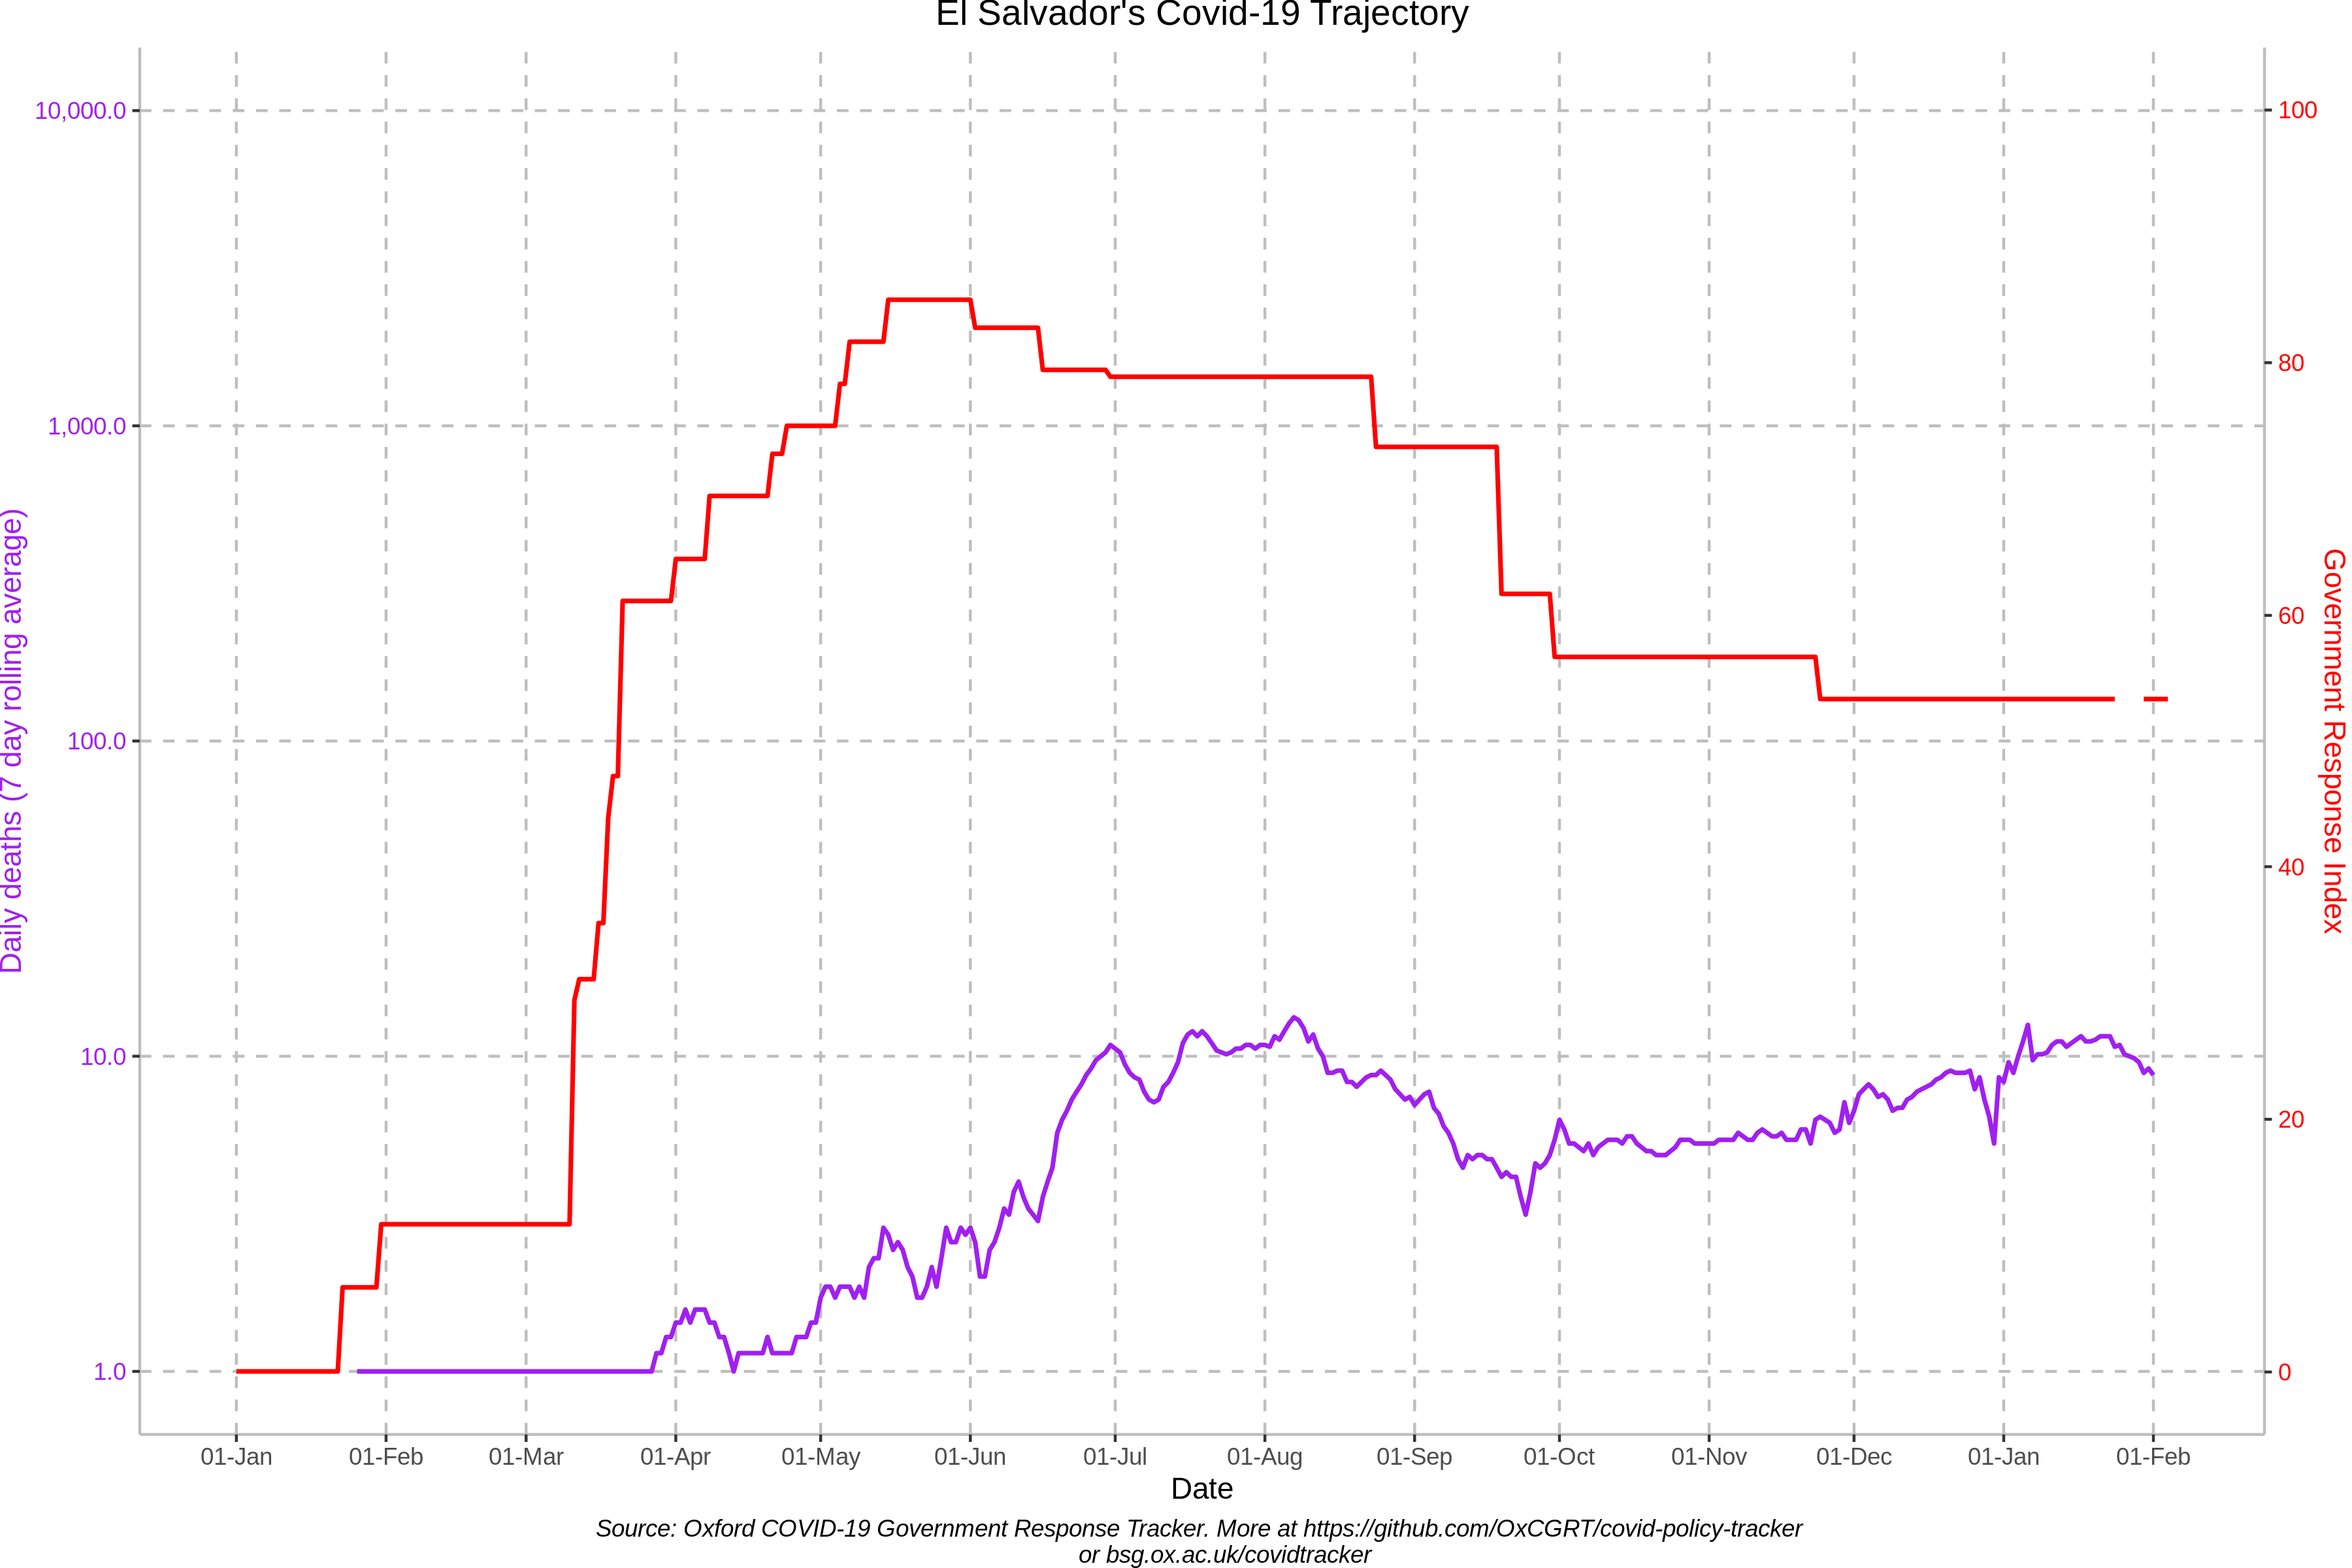 El Salvador's Covid-19 Trajectory
10,000.0
1,000.0
100.0
10.0
1.0
Daily deaths (7 day rolling average)
100
80
60
40
20
0
Government Response Index
01-Jan 01-Feb 01-Mar 01-Apr 01-May 01-Jun 01-Jul 01-Aug 01-Sep 01-Oct 01-Nov 01-Dec 01-Jan 01-Feb
Date
Source: Oxford COVID-19 Government Response Tracker. More at https://github.com/OxCGRT/covid-policy-tracker
or bsg.ox.ac.uk/covidtracker